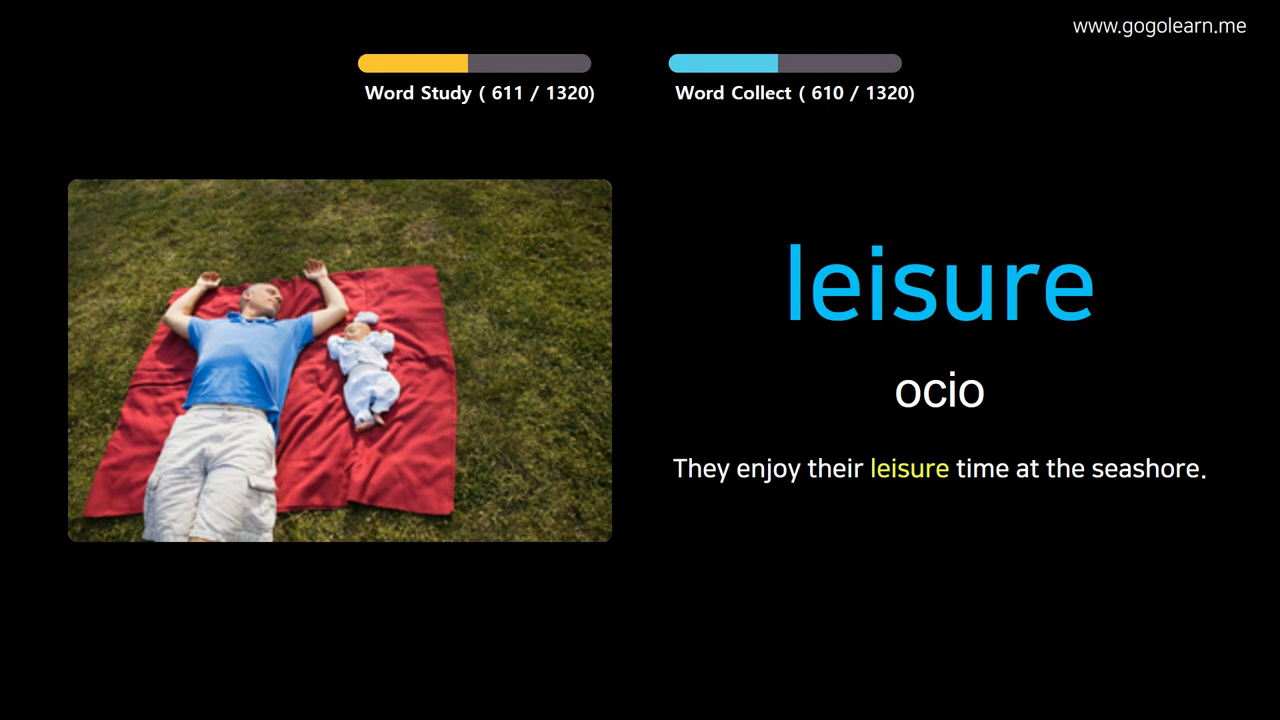 www.gogolearn.me
Word Study ( 611 / 1320)
Word Collect ( 610 / 1320)
leisure
ocio
They enjoy their leisure time at the seashore.